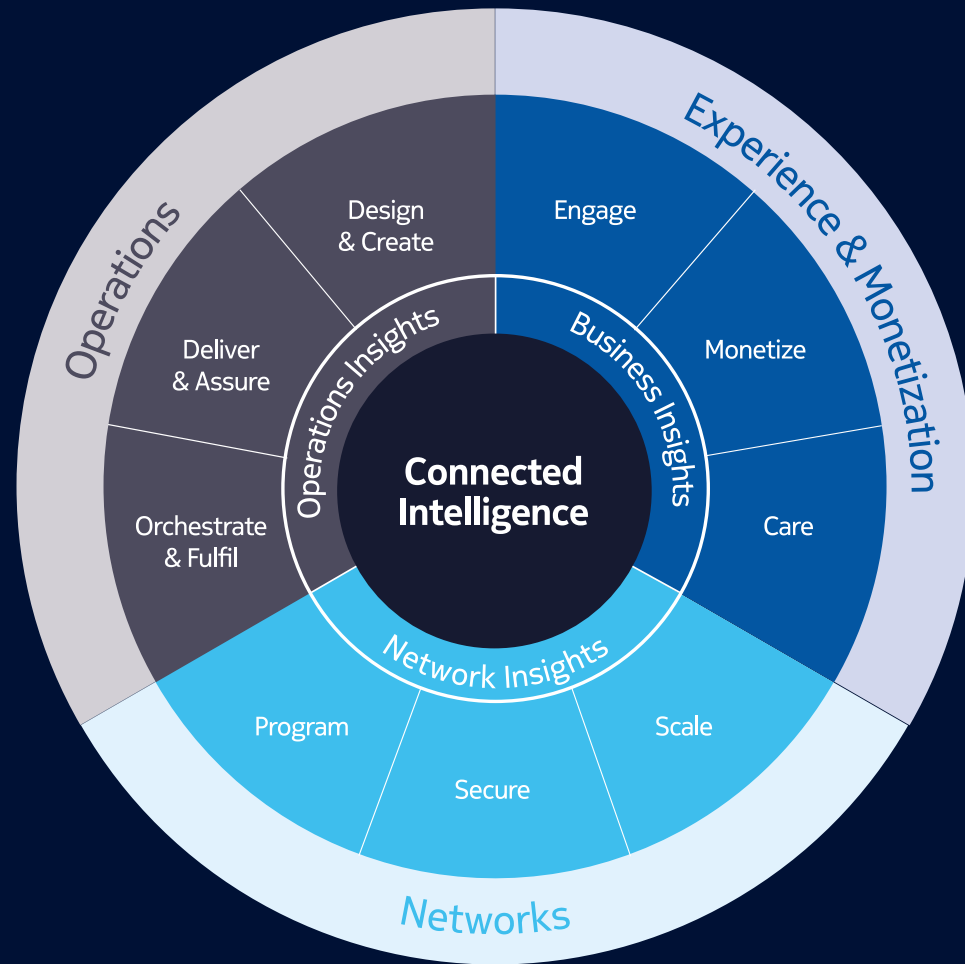 Experience & Monetization
Operations
Design
& Create
Engage
Deliver
& Assure
Monetize
Operations Insights
Business Insights
Connected
Intelligence
Orchestrate
& Fulfil
Care
Network Insights
Program
Scale
Secure
Networks